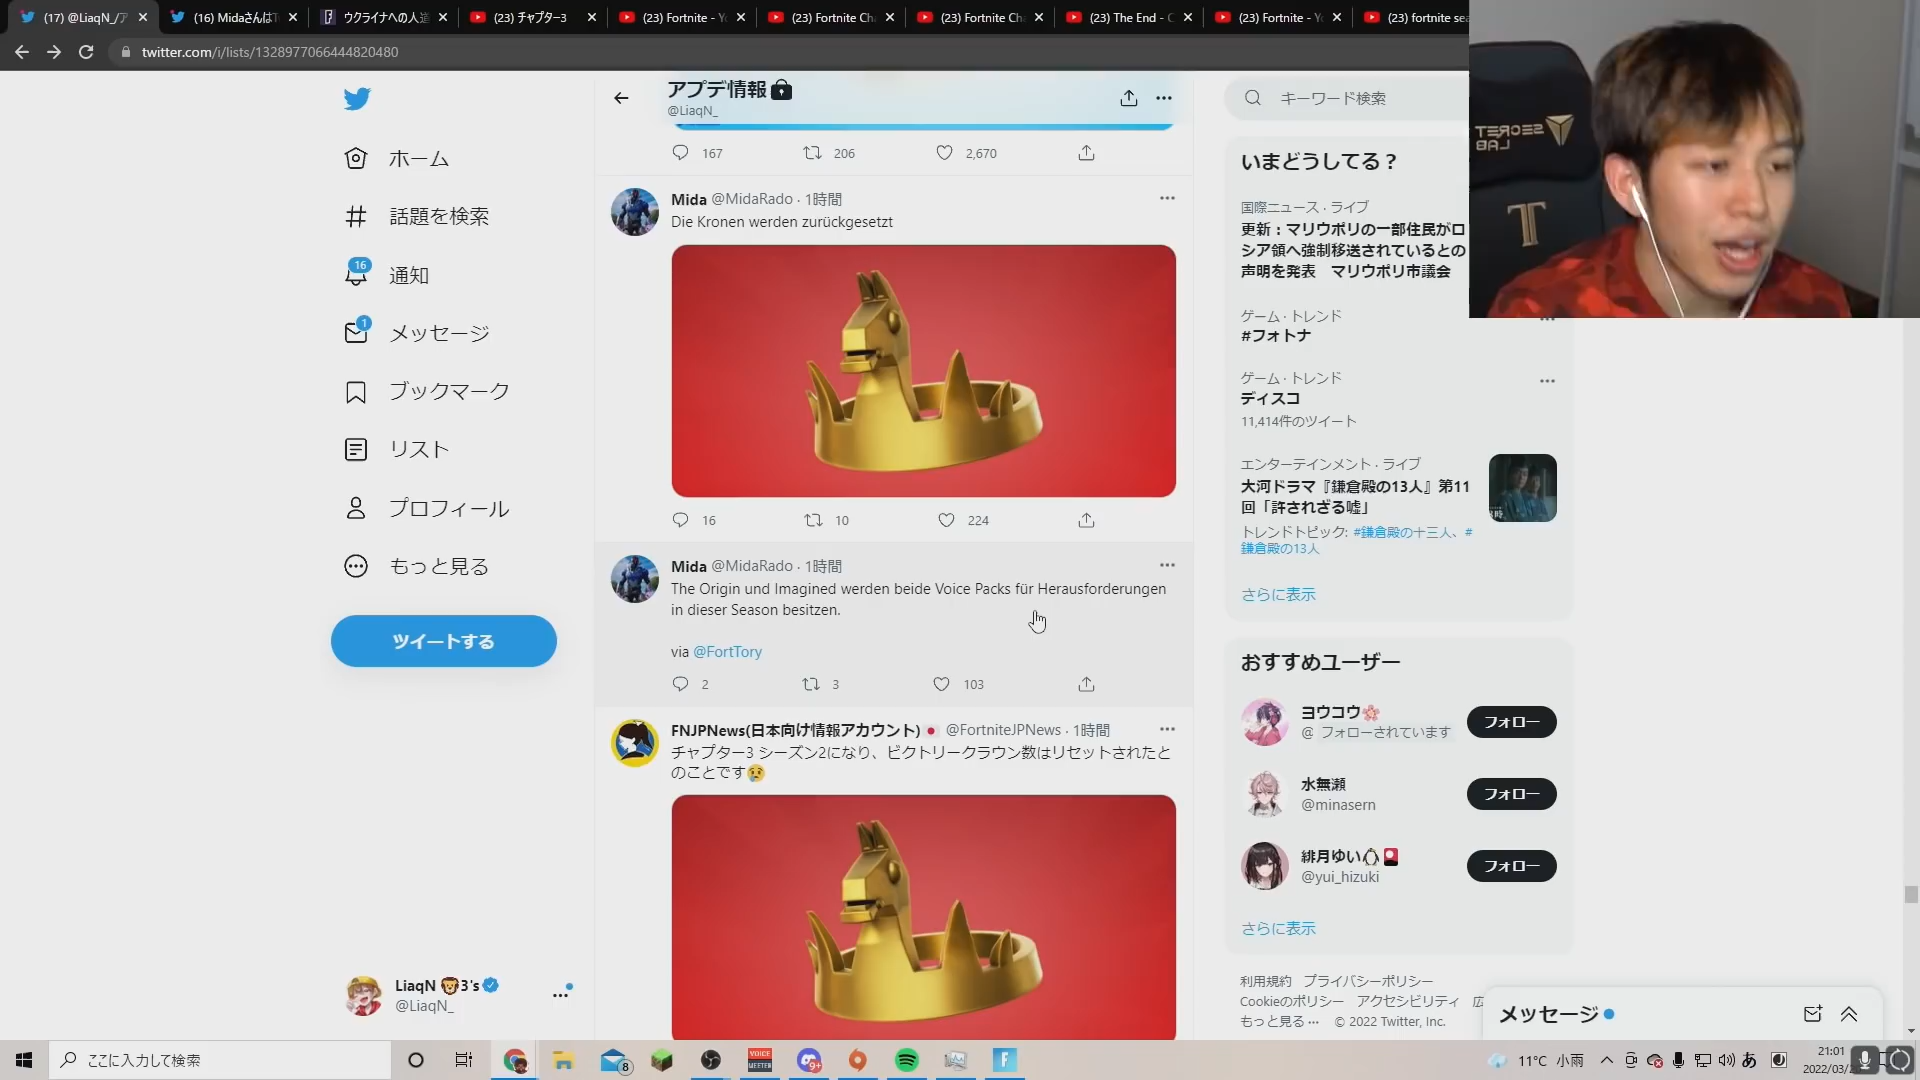 (17) @LiaqN_/ア
(16) Midaさんは
ウクライナへの人道
(23) チャプター3
(23) Fortnite - Yo
(23) Fortnite Cha
(23) Fortnite Cha
(23) The End - C
(23) Fortnite - Yo
(23) fortnite sea
twitter.com/i/lists/1328977066444820480
ホーム
話題を検索
16
通知
1
メッセージ
ブックマーク
リスト
プロフィール
もっと見る
ツイートする
LiaqN 🦁3's
@LiaqN_
アプデ情報🔒
@LiaqN_
167 206 2,670
Mida @MidaRado · 1時間
Die Kronen werden zurückgesetzt
16 10 224
Mida @MidaRado · 1時間
The Origin und Imagined werden beide Voice Packs für Herausforderungen
in dieser Season besitzen.
via @FortTory
2 3 103
FNJPNews(日本向け情報アカウント)🇯🇵 @FortniteJPNews · 1時間
チャプター3 シーズン2になり、ビクトリークラウン数はリセットされたと
のことです😢
キーワード検索
いまどうしてる？
国際ニュース · ライブ
更新：マリウポリの一部住民がロ
シア領へ強制移送されているとの
声明を発表　マリウポリ市議会
ゲーム · トレンド
#フォトナ
ゲーム · トレンド
ディスコ
11,414件のツイート
エンターテインメント · ライブ
大河ドラマ『鎌倉殿の13人』第11
回「許されざる嘘」
トレンドトピック: #鎌倉殿の十三人、#
鎌倉殿の13人
さらに表示
おすすめユーザー
ヨウコウ🌸
@ フォローされています
フォロー
水無瀬
@minasern
フォロー
緋月ゆい🐧🎴
@yui_hizuki
フォロー
さらに表示
利用規約　プライバシーポリシー
Cookieのポリシー　アクセシビリティ　広
もっと見る ···　© 2022 Twitter, Inc.
メッセージ
SECRET
LAB
ここに入力して検索
8
VOICE
MEETER
9+
11°C 小雨
あ
21:01
2022/03/2